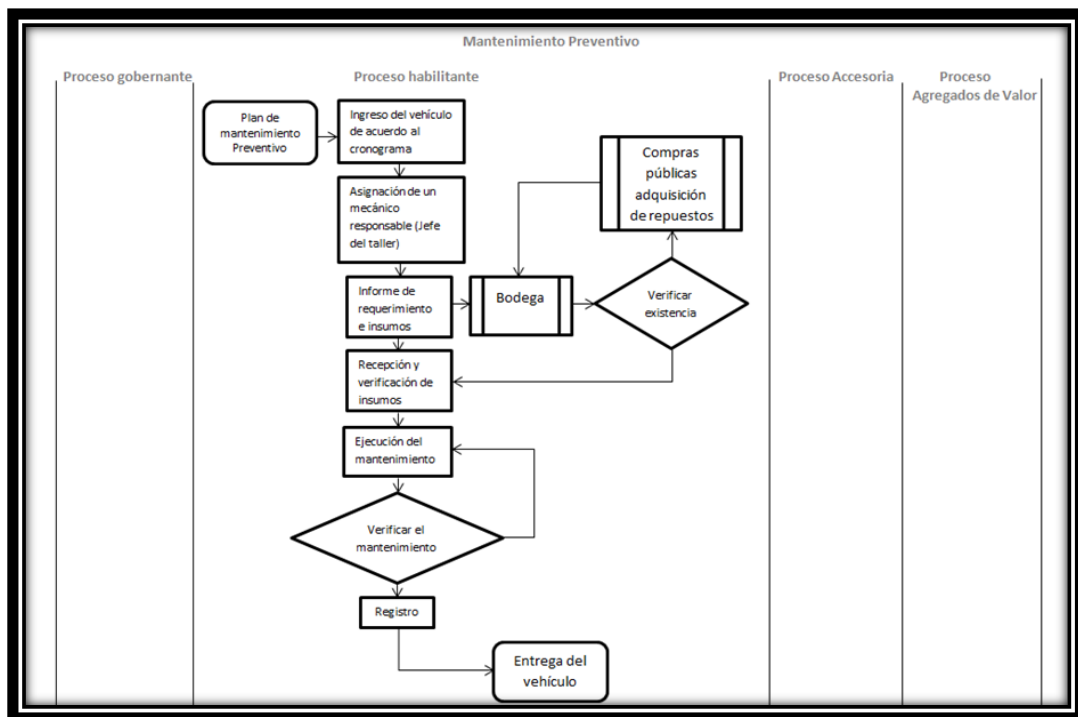 Mantenimiento Preventivo
Proceso gobernante
Proceso habilitante
Proceso Accesoria
Proceso
Agregados de Valor
Plan de
mantenimiento
Preventivo
Ingreso del vehículo
de acuerdo al
cronograma
Asignación de un
mecánico
responsable (Jefe
del taller)
Informe de
requerimiento
e insumos
Bodega
Verificar
existencia
Compras
públicas
adquisición
de repuestos
Recepción y
verificación de
insumos
Ejecución del
mantenimiento
Verificar el
mantenimiento
Registro
Entrega del
vehículo